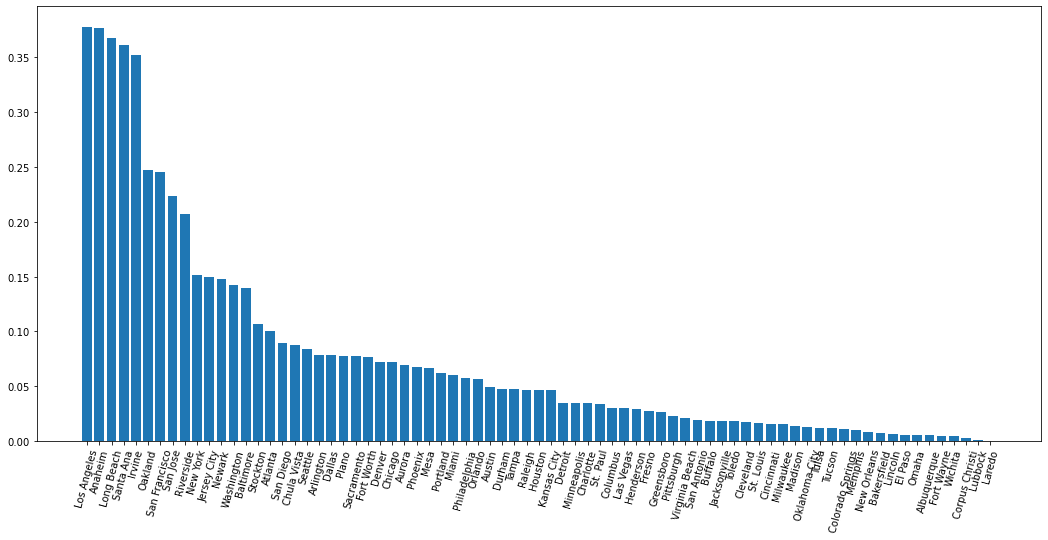 0.35
0.30
0.25
0.20
0.15
0.10
0.05
0.00
Los Angeles
Anaheim
Long Beach
Santa Ana
Irvine
Oakland
San Francisco
San Jose
Riverside
New York
Jersey City
Newark
Washington
Baltimore
Stockton
Atlanta
San Diego
Chula Vista
Seattle
Arlington
Dallas
Plano
Sacramento
Fort Worth
Denver
Chicago
Aurora
Phoenix
Mesa
Portland
Miami
Philadelphia
Orlando
Austin
Durham
Tampa
Raleigh
Houston
Kansas City
Detroit
Minneapolis
Charlotte
St. Paul
Columbus
Las Vegas
Henderson
Fresno
Greensboro
Pittsburgh
Virginia Beach
San Antonio
Buffalo
Jacksonville
Toledo
Cleveland
St. Louis
Cincinati
Milwaukee
Madison
Oklahoma City
Tulsa
Tucson
Colorado Springs
Memphis
New Orleans
Bakersfield
Lincoln
El Paso
Omaha
Albuquerque
Fort Wayne
Wichita
Corpus Christi
Lubbock
Laredo